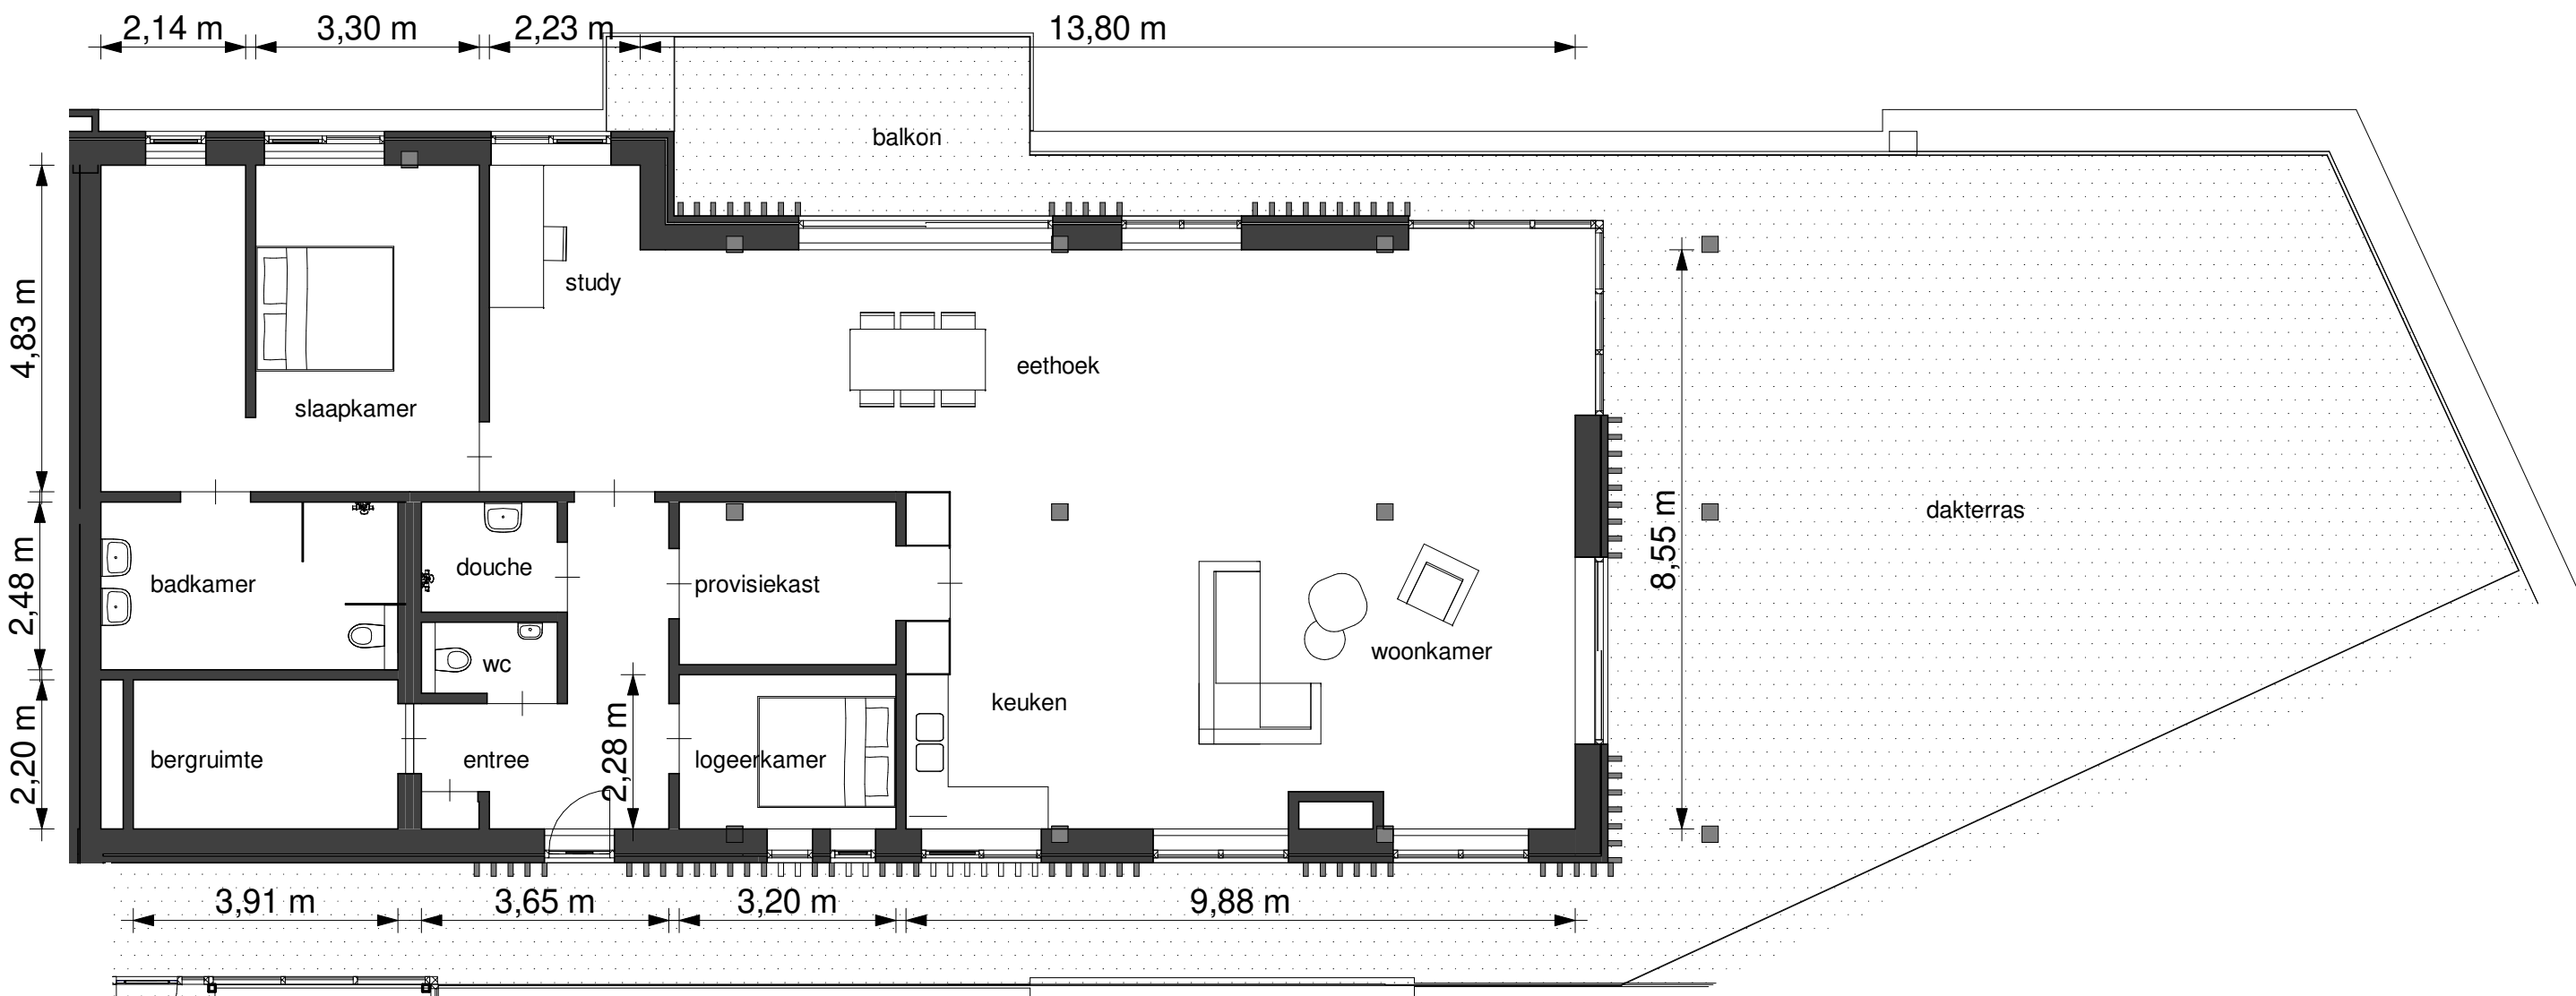 2,14 m
3,30 m
2,23 m
13,80 m
balkon
study
4,83 m
eethoek
slaapkamer
dakterras
8,55 m
2,48 m
douche
badkamer
provisiekast
woonkamer
wc
keuken
2,20 m
2,28 m
bergruimte
entree
logeerkamer
3,91 m
3,65 m
3,20 m
9,88 m